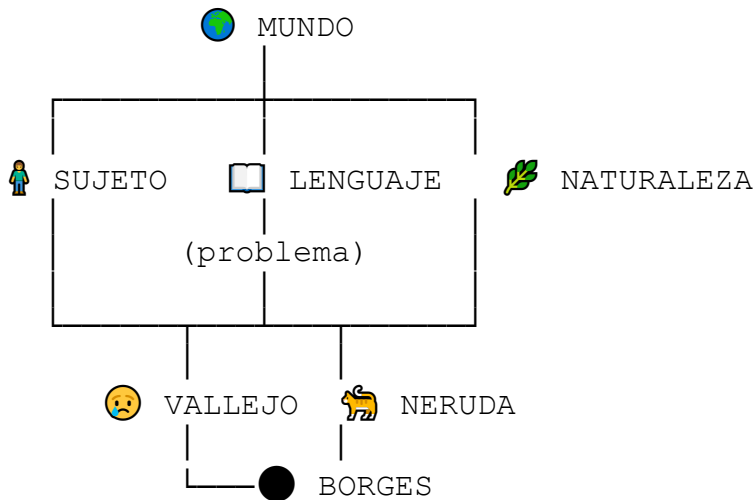 MUNDO
SUJETO LENGUAJE NATURALEZA
(problema)
VALLEJO NERUDA
BORGES